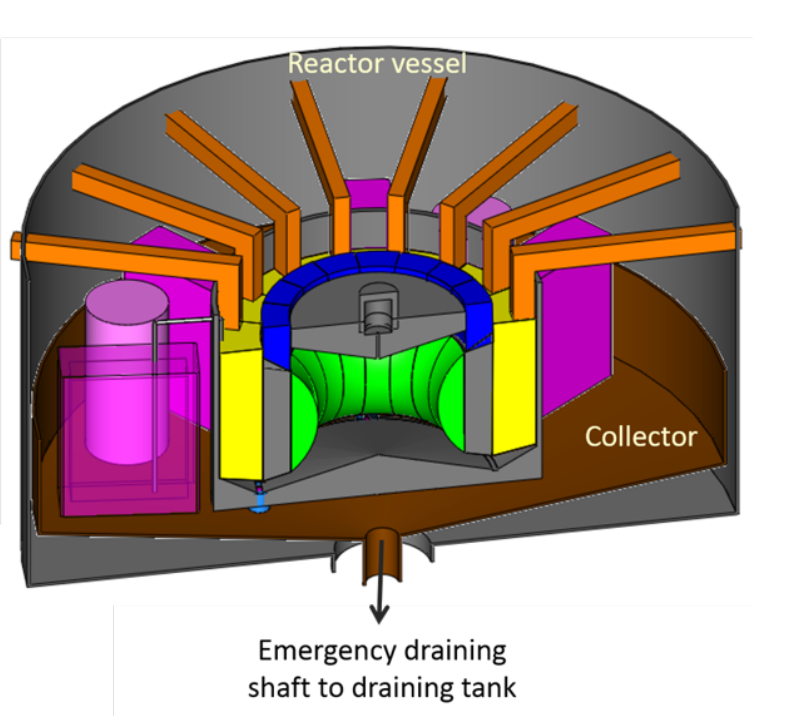 Reactor vessel
Collector
Emergency draining
shaft to draining tank